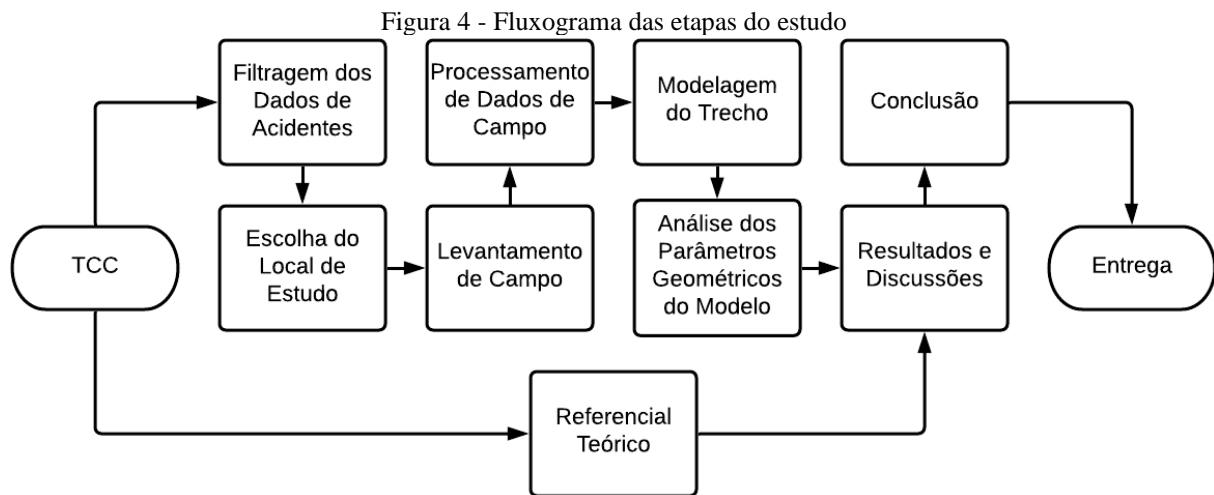 Figura 4 - Fluxograma das etapas do estudo
TCC
Filtragem dos
Dados de
Acidentes
Escolha do
Local de
Estudo
Levantamento
de Campo
Processamento
de Dados de
Campo
Modelagem
do Trecho
Análise dos
Parâmetros
Geométricos
do Modelo
Referencial
Teórico
Resultados e
Discussões
Conclusão
Entrega